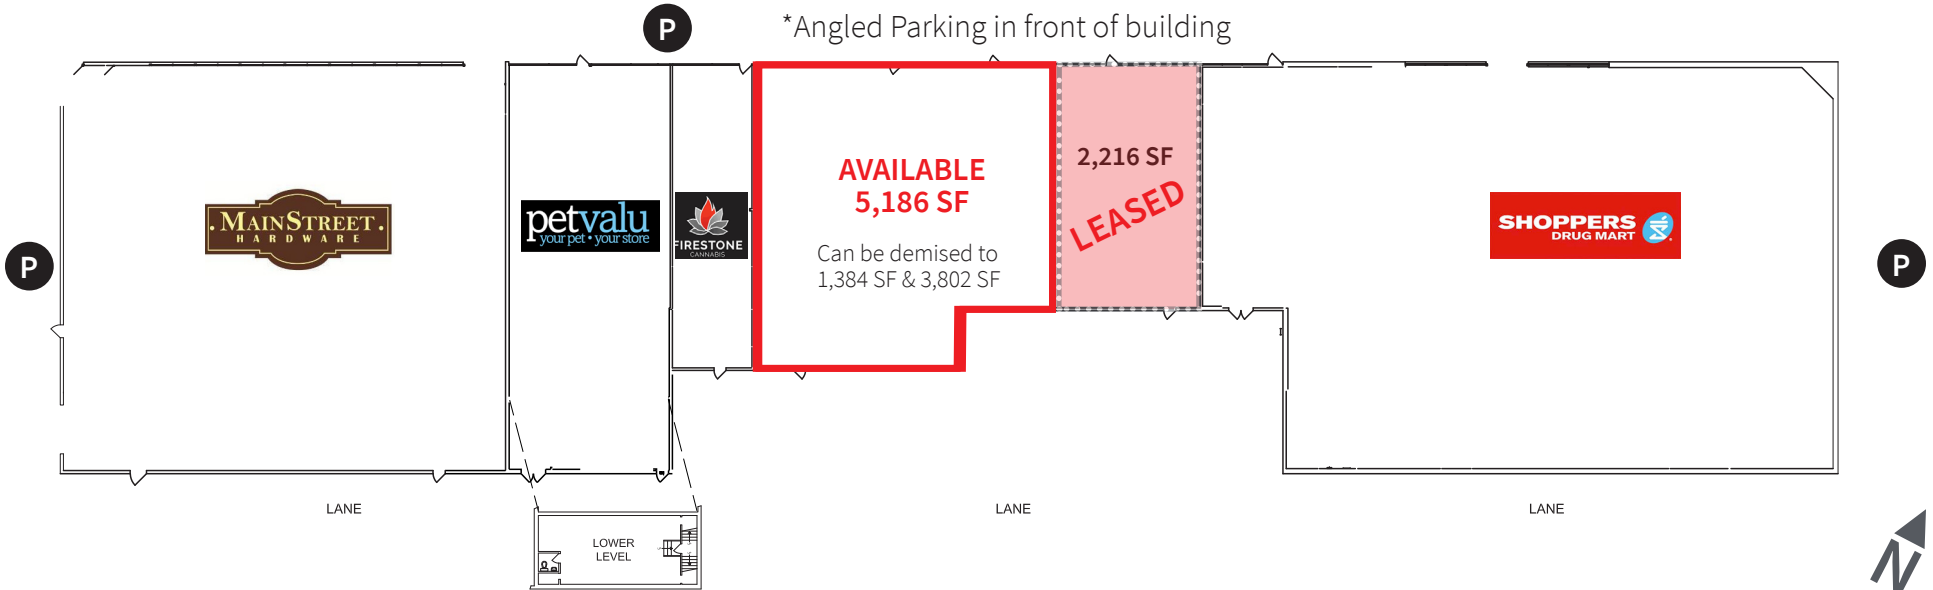 P
*Angled Parking in front of building
MAINSTREET
HARDWARE
petvalu
your pet • your store
FIRESTONE
CANNABIS
AVAILABLE
5,186 SF
Can be demised to
1,384 SF & 3,802 SF
2,216 SF
LEASED
SHOPPERS
DRUG MART
P
P
LANE
LANE
LANE
LOWER
LEVEL
N